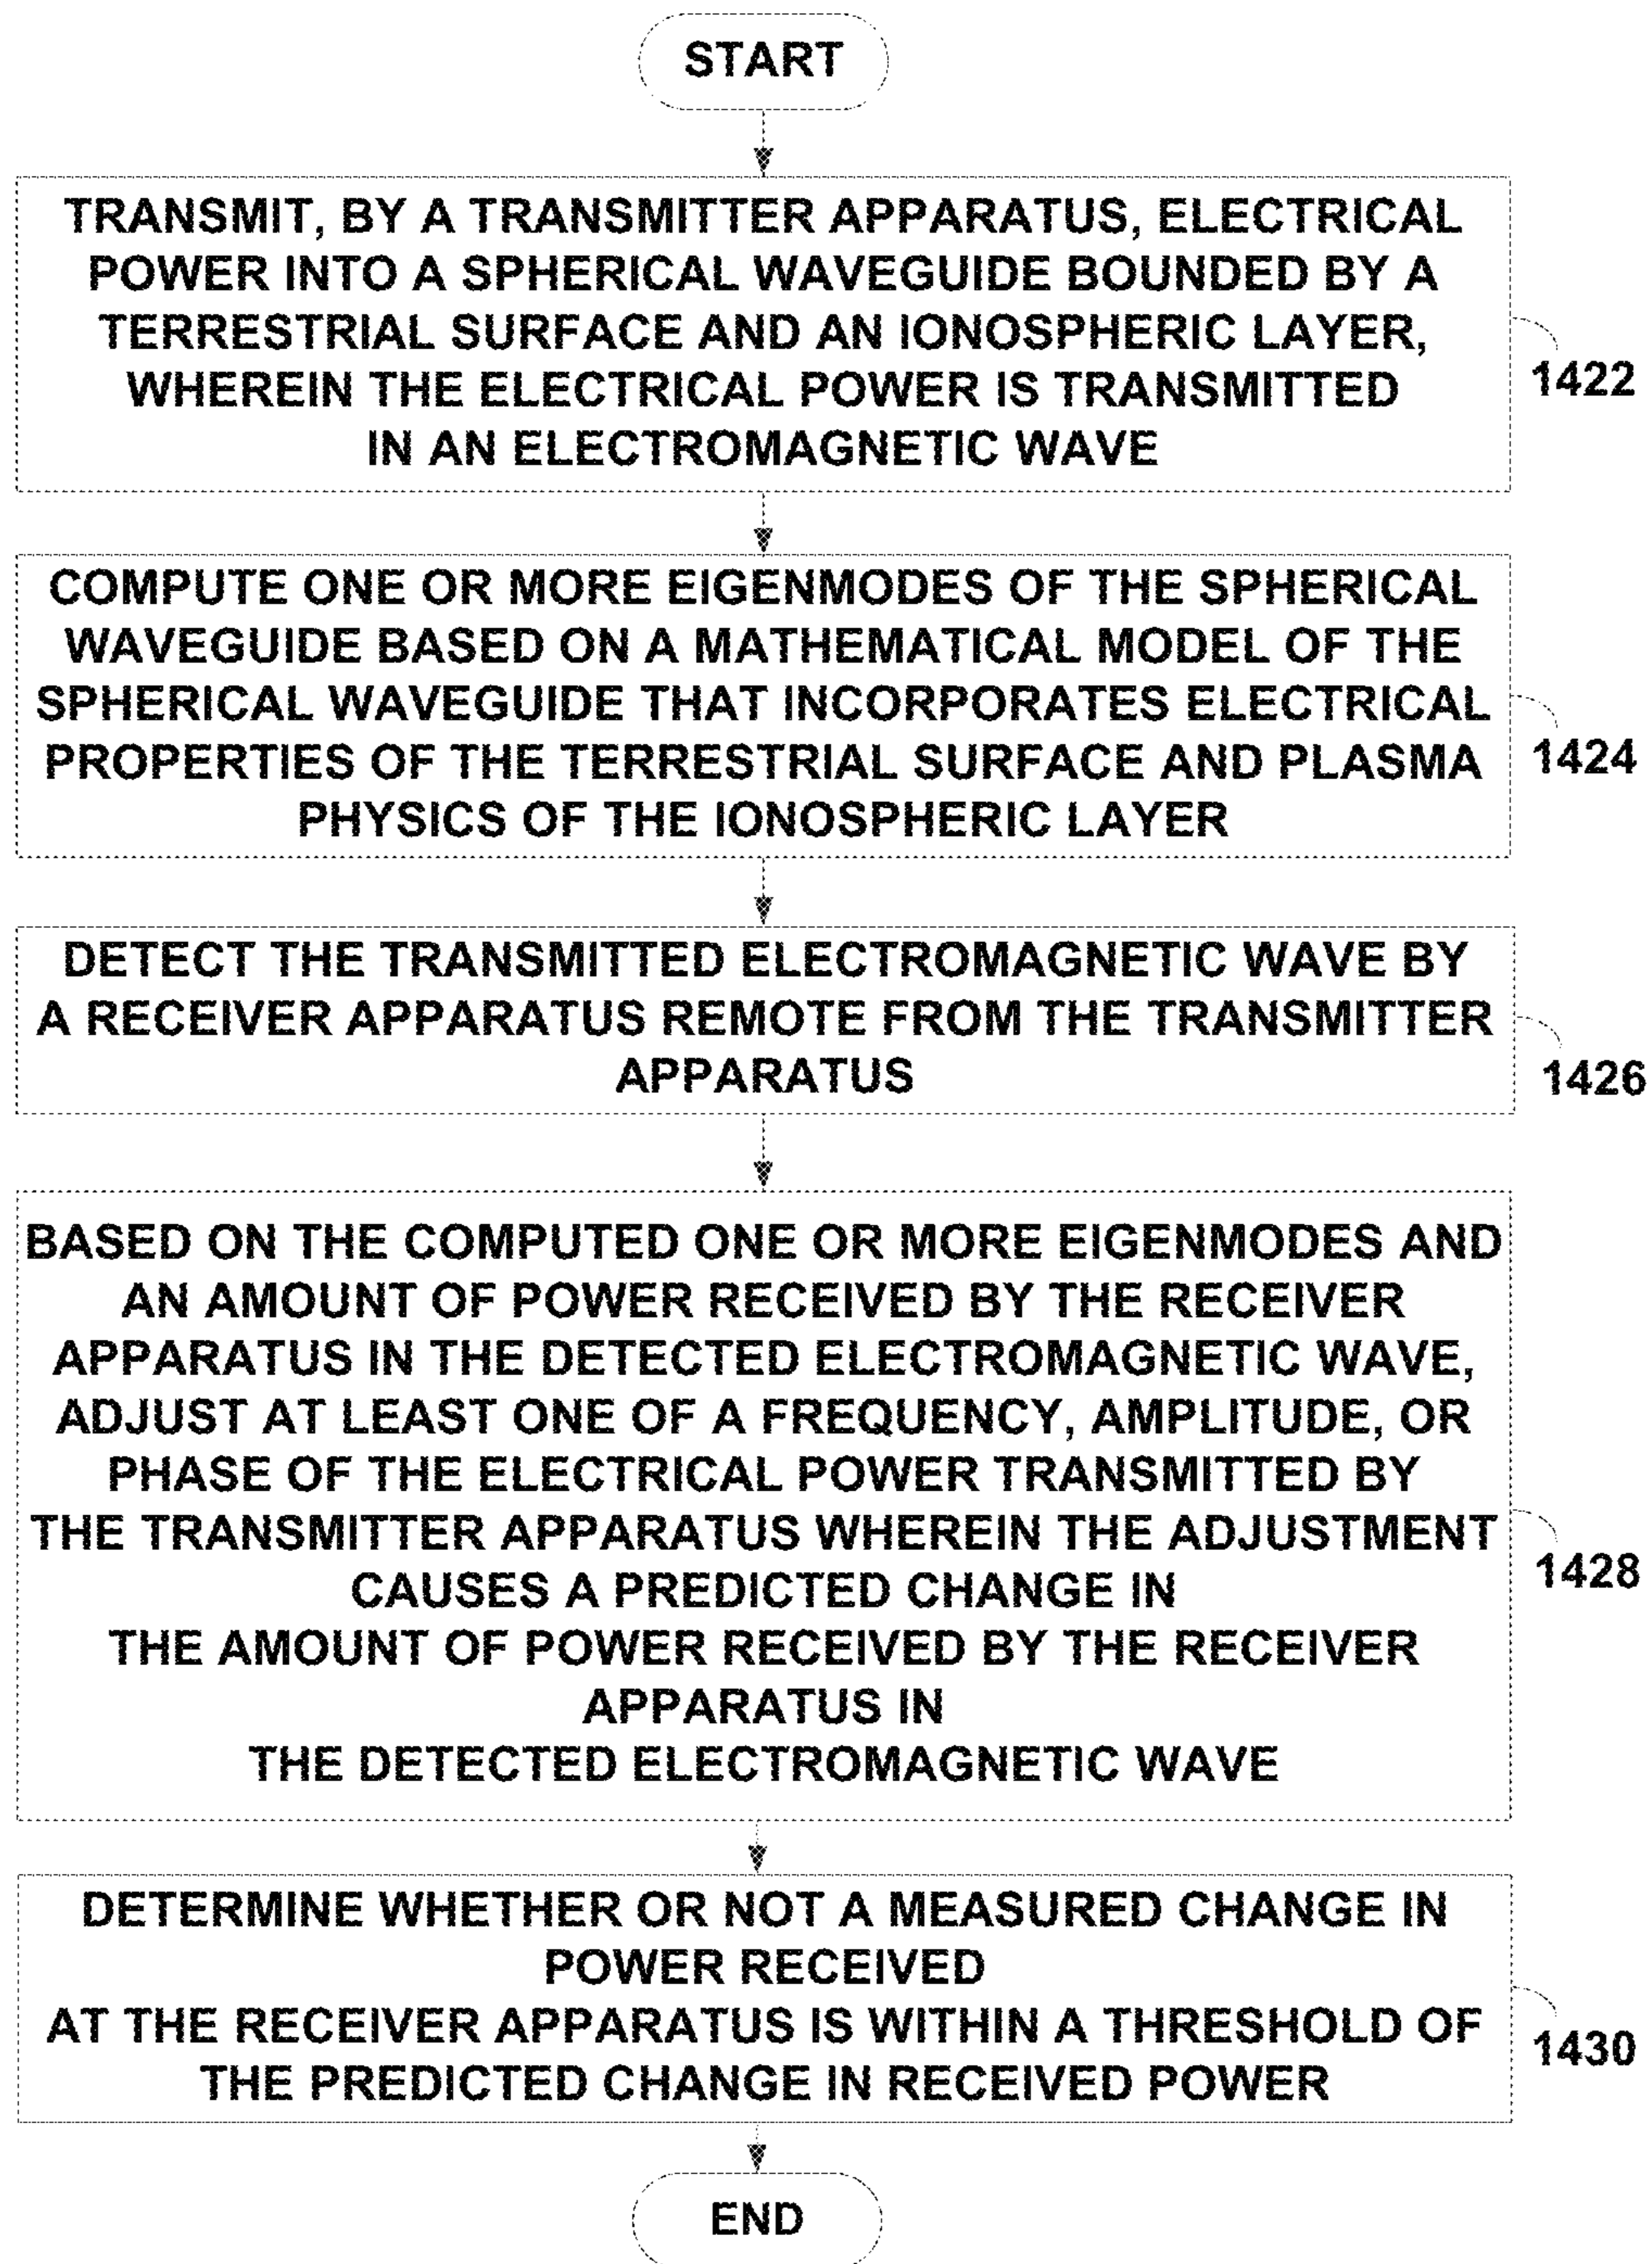 START
TRANSMIT, BY A TRANSMITTER APPARATUS, ELECTRICAL
POWER INTO A SPHERICAL WAVEGUIDE BOUNDED BY A
TERRESTRIAL SURFACE AND AN IONOSPHERIC LAYER,
WHEREIN THE ELECTRICAL POWER IS TRANSMITTED
IN AN ELECTROMAGNETIC WAVE
1422
COMPUTE ONE OR MORE EIGENMODES OF THE SPHERICAL
WAVEGUIDE BASED ON A MATHEMATICAL MODEL OF THE
SPHERICAL WAVEGUIDE THAT INCORPORATES ELECTRICAL
PROPERTIES OF THE TERRESTRIAL SURFACE AND PLASMA
PHYSICS OF THE IONOSPHERIC LAYER
1424
DETECT THE TRANSMITTED ELECTROMAGNETIC WAVE BY
A RECEIVER APPARATUS REMOTE FROM THE TRANSMITTER
APPARATUS
1426
BASED ON THE COMPUTED ONE OR MORE EIGENMODES AND
AN AMOUNT OF POWER RECEIVED BY THE RECEIVER
APPARATUS IN THE DETECTED ELECTROMAGNETIC WAVE,
ADJUST AT LEAST ONE OF A FREQUENCY, AMPLITUDE, OR
PHASE OF THE ELECTRICAL POWER TRANSMITTED BY
THE TRANSMITTER APPARATUS WHEREIN THE ADJUSTMENT
CAUSES A PREDICTED CHANGE IN
THE AMOUNT OF POWER RECEIVED BY THE RECEIVER
APPARATUS IN
THE DETECTED ELECTROMAGNETIC WAVE
1428
DETERMINE WHETHER OR NOT A MEASURED CHANGE IN
POWER RECEIVED
AT THE RECEIVER APPARATUS IS WITHIN A THRESHOLD OF
THE PREDICTED CHANGE IN RECEIVED POWER
1430
END